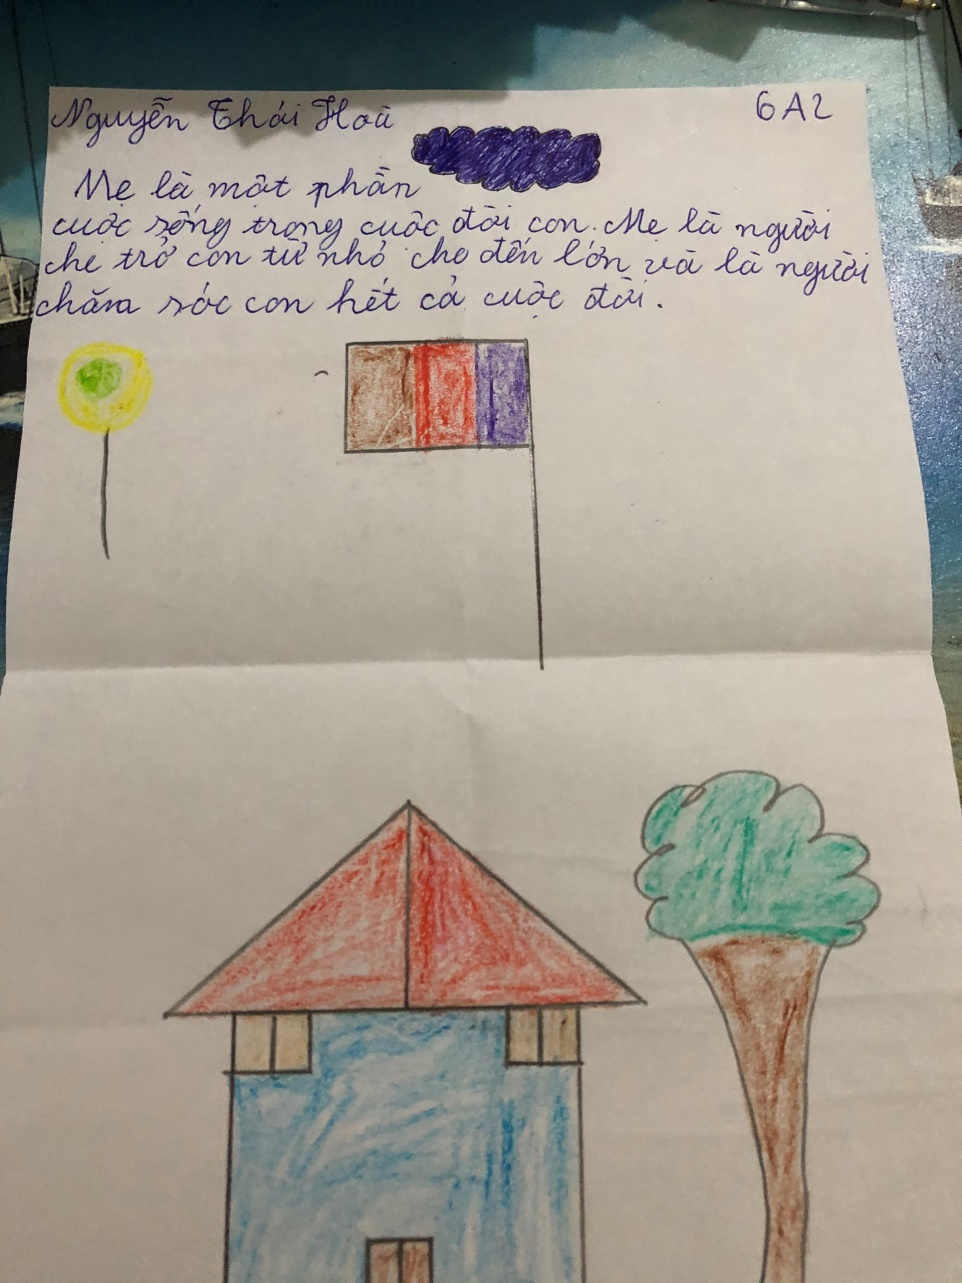 Nguyễn Thái Hoà 6A2
Mẹ là một phần
cuộc sống trong cuộc đời con. Mẹ là người
che trở con từ nhỏ cho đến lớn và là người
chăm sóc con hết cả cuộc đời.